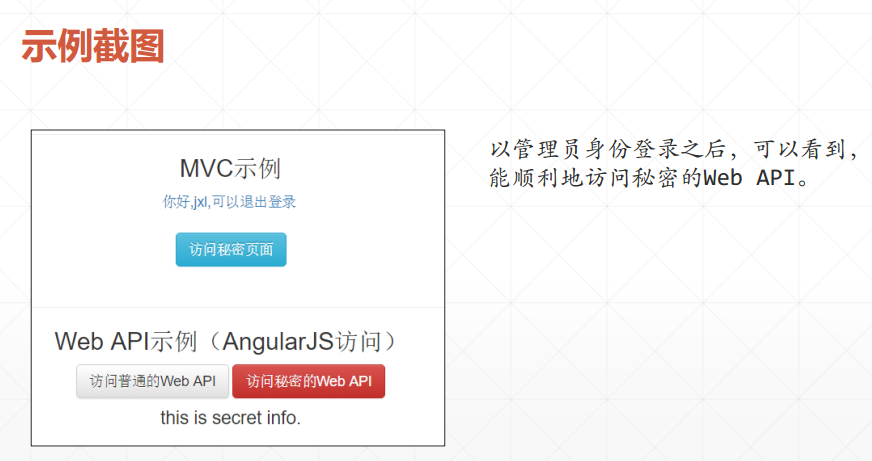 示例截图
MVC示例
你好,jxl,可以退出登录
访问秘密页面
Web API示例（AngularJS访问）
访问普通的Web API
访问秘密的Web API
this is secret info.
以管理员身份登录之后，可以看到，
能顺利地访问秘密的Web API。